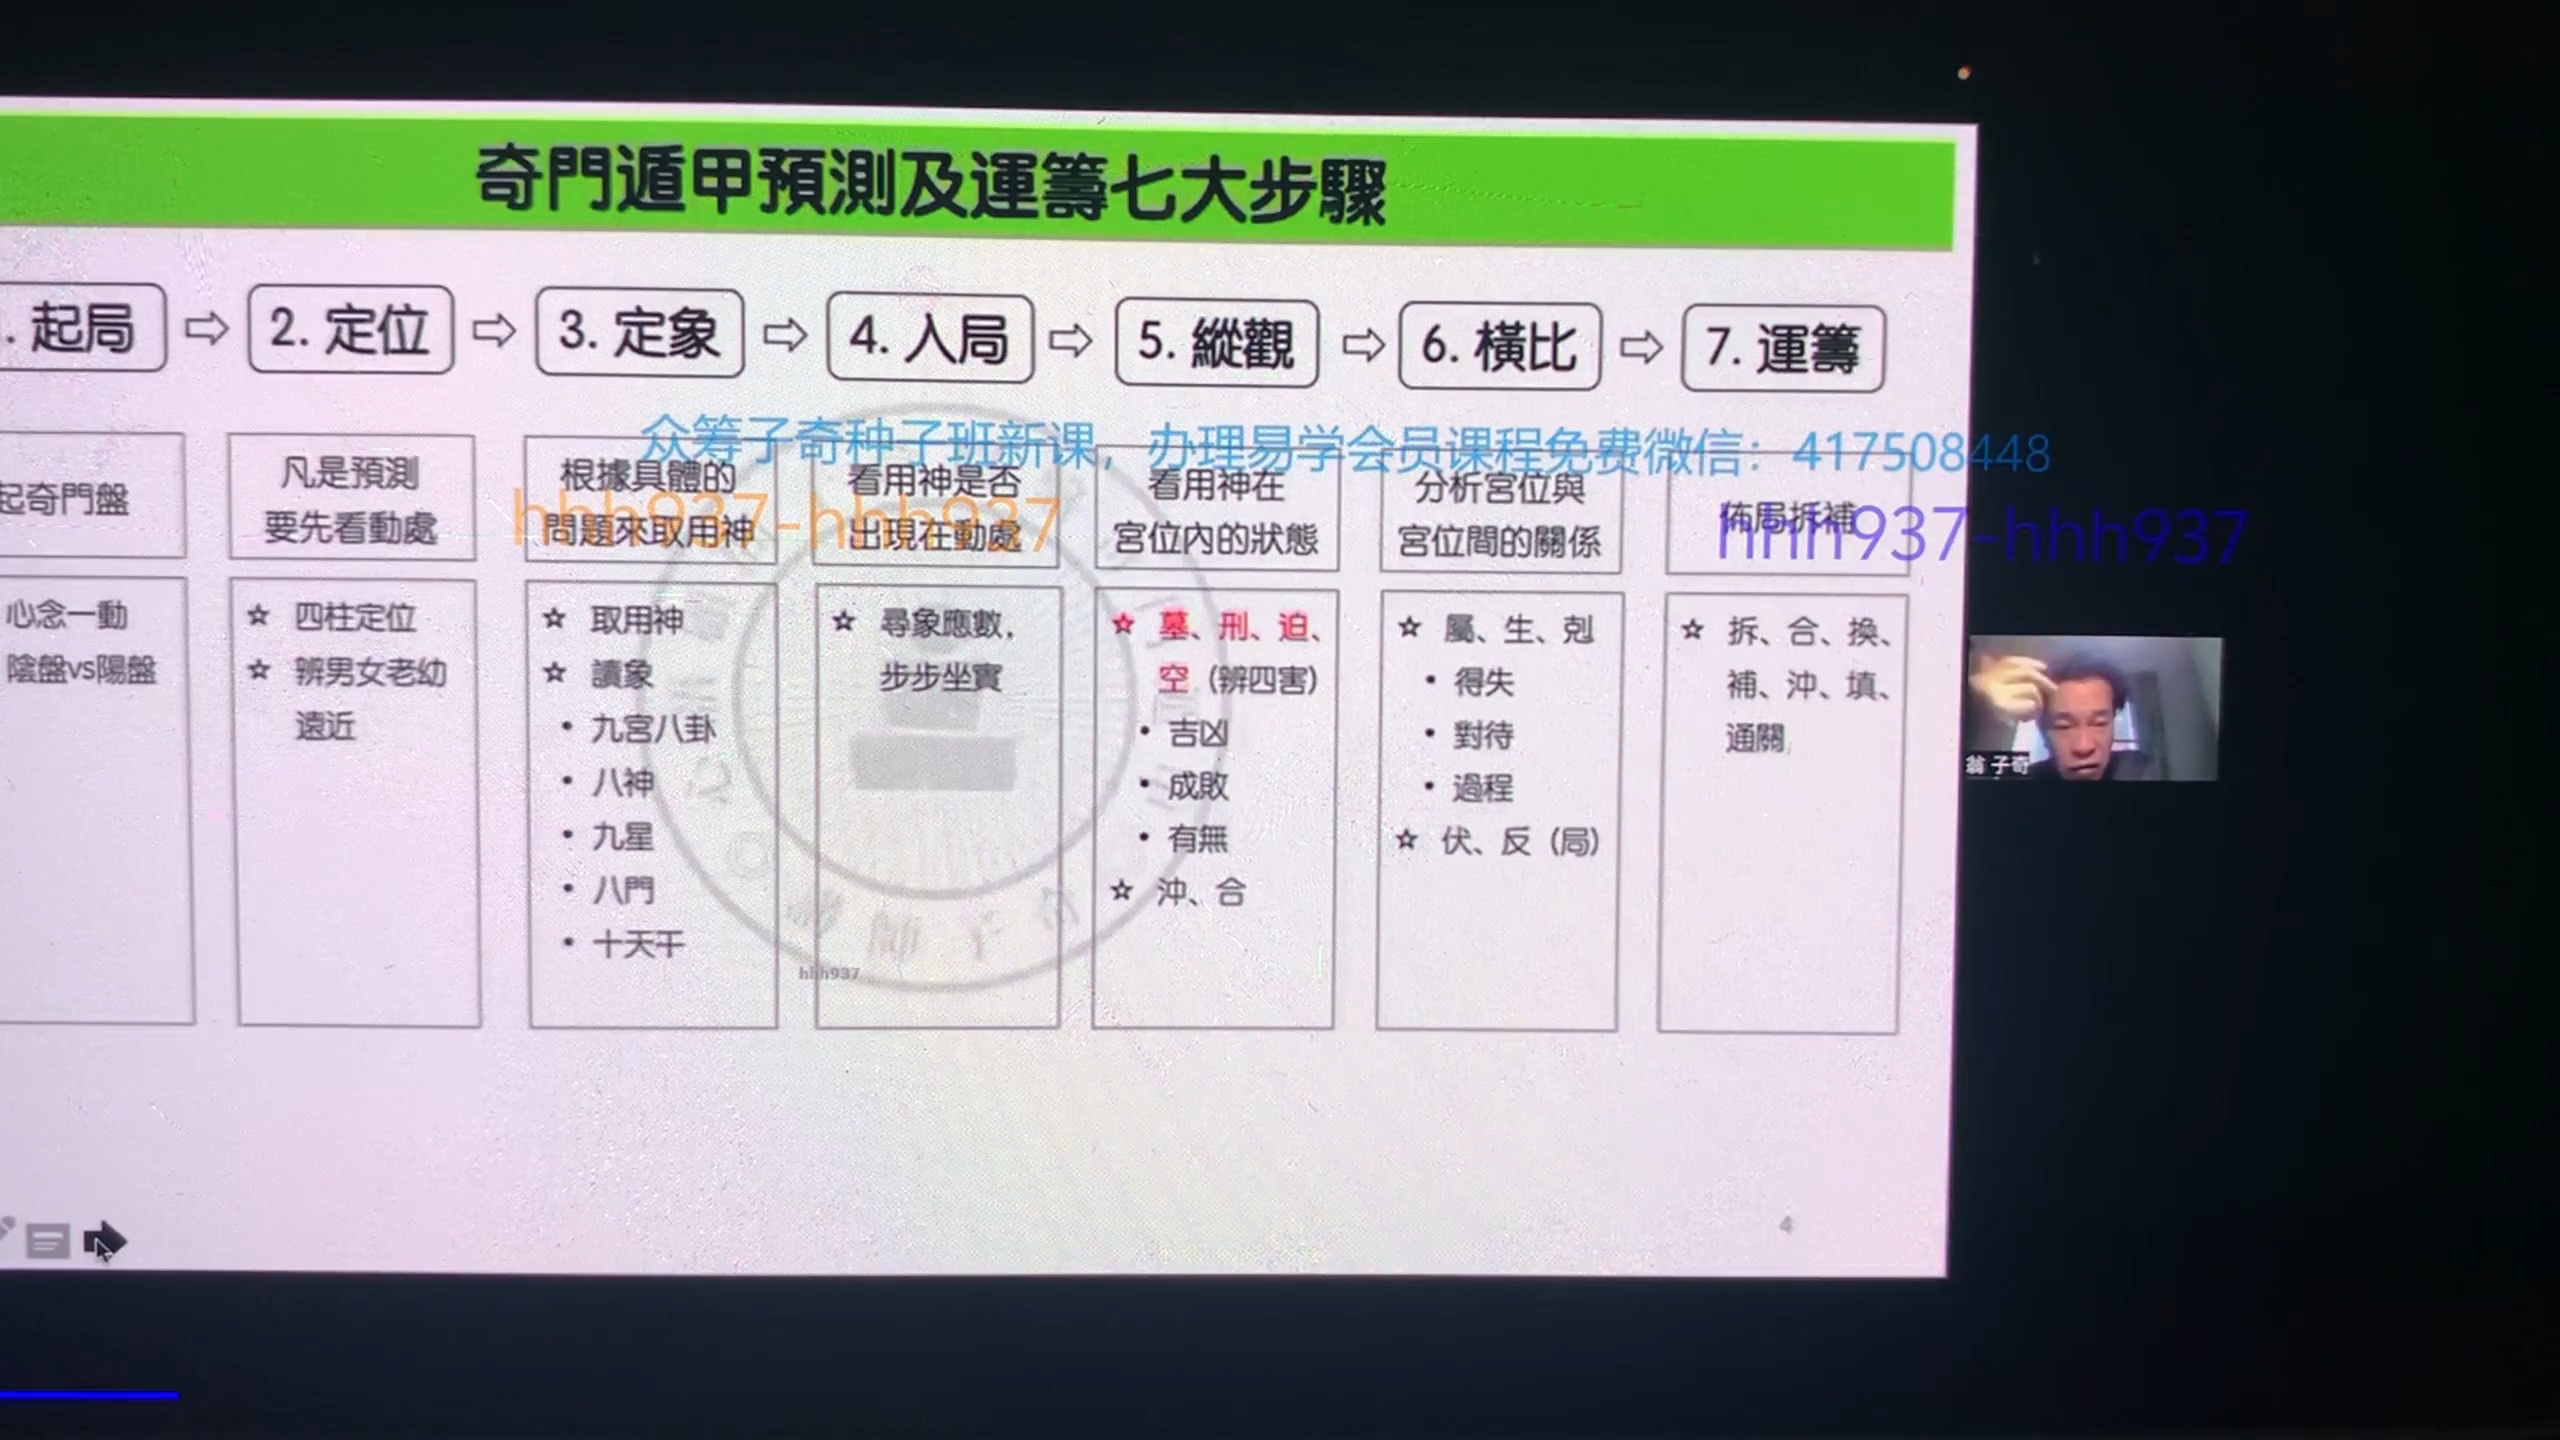 奇門遁甲預測及運籌七大步驟
. 起局 ⇨ 2. 定位 ⇨ 3. 定象 ⇨ 4. 入局 ⇨ 5. 縱觀 ⇨ 6. 橫比 ⇨ 7. 運籌
众筹子奇种子班新课，办理易学会员课程免费微信：417508448
hhh937-hhh937
hhh937-hhh937
起奇門盤
心念一動
陰盤vs陽盤
凡是預測
要先看動處
☆ 四柱定位
☆ 辨男女老幼
遠近
根據具體的
問題來取用神
☆ 取用神
☆ 讀象
• 九宮八卦
• 八神
• 九星
• 八門
• 十天干
看用神是否
出現在動處
☆ 尋象應數，
步步坐實
hhh937
看用神在
宮位內的狀態
☆ 墓、刑、迫、
空（辨四害）
• 吉凶
• 成敗
• 有無
☆ 沖、合
分析宮位與
宮位間的關係
☆ 屬、生、剋
• 得失
• 對待
• 過程
☆ 伏、反（局）
佈局拆補
☆ 拆、合、換、
補、沖、填、
通關
翁 子奇
4